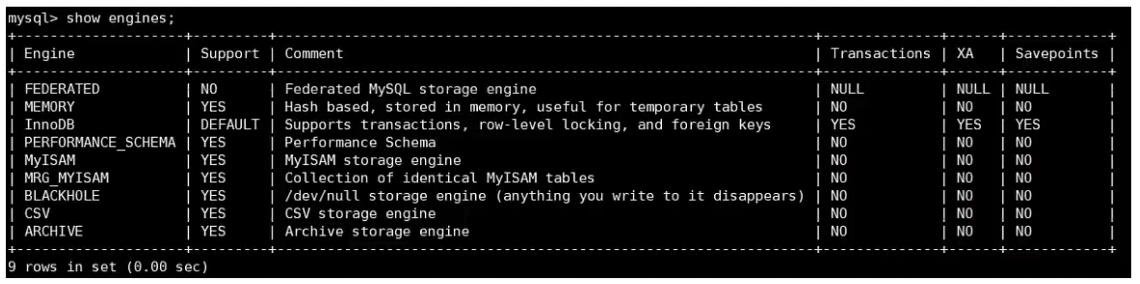 mysql> show engines;
+--------------------+---------+----------------------------------------------------------------+--------------+------+------------+
| Engine             | Support | Comment                                                        | Transactions | XA   | Savepoints |
+--------------------+---------+----------------------------------------------------------------+--------------+------+------------+
| FEDERATED          | NO      | Federated MySQL storage engine                                 | NULL         | NULL | NULL       |
| MEMORY             | YES     | Hash based, stored in memory, useful for temporary tables      | NO           | NO   | NO         |
| InnoDB             | DEFAULT | Supports transactions, row-level locking, and foreign keys     | YES          | YES  | YES        |
| PERFORMANCE_SCHEMA | YES     | Performance Schema                                             | NO           | NO   | NO         |
| MyISAM             | YES     | MyISAM storage engine                                          | NO           | NO   | NO         |
| MRG_MYISAM         | YES     | Collection of identical MyISAM tables                          | NO           | NO   | NO         |
| BLACKHOLE          | YES     | /dev/null storage engine (anything you write to it disappears) | NO           | NO   | NO         |
| CSV                | YES     | CSV storage engine                                             | NO           | NO   | NO         |
| ARCHIVE            | YES     | Archive storage engine                                         | NO           | NO   | NO         |
+--------------------+---------+----------------------------------------------------------------+--------------+------+------------+
9 rows in set (0.00 sec)